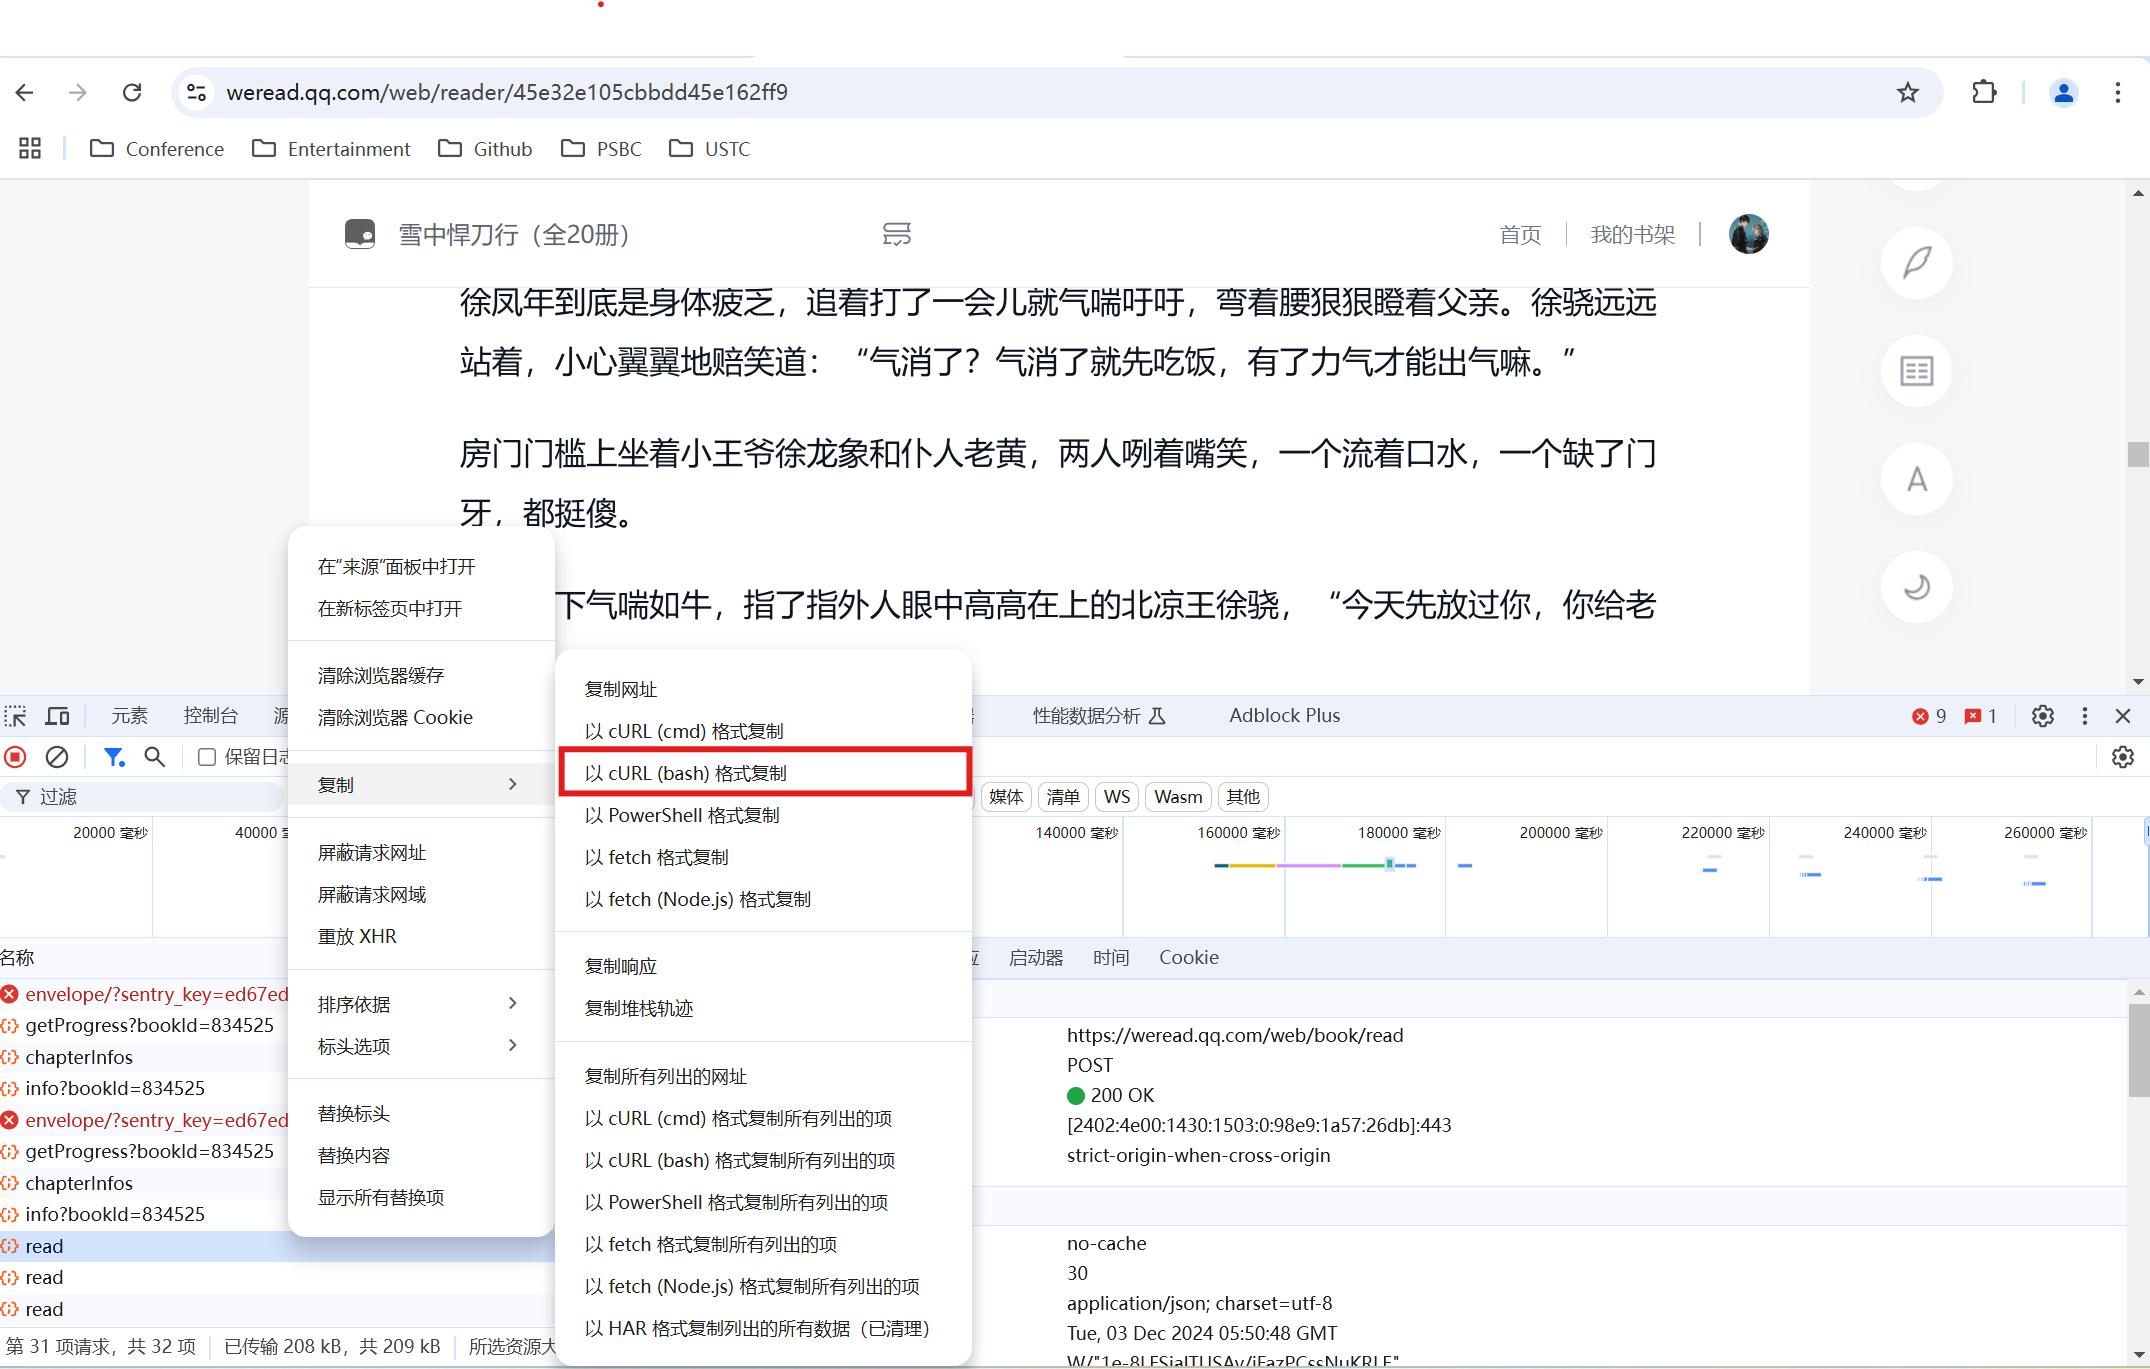 weread.qq.com/web/reader/45e32e105cbbdd45e162ff9
Conference Entertainment Github PSBC USTC
雪中悍刀行（全20册） 首页 我的书架
徐凤年到底是身体疲乏，追着打了一会儿就气喘吁吁，弯着腰狠狠瞪着父亲。徐骁远远
站着，小心翼翼地赔笑道：“气消了？气消了就先吃饭，有了力气才能出气嘛。”
房门门槛上坐着小王爷徐龙象和仆人老黄，两人咧着嘴笑，一个流着口水，一个缺了门
牙，都挺傻。
下气喘如牛，指了指外人眼中高高在上的北凉王徐骁，“今天先放过你，你给老
在"来源"面板中打开
在新标签页中打开
清除浏览器缓存
清除浏览器 Cookie
复制
屏蔽请求网址
屏蔽请求网域
重放 XHR
排序依据
标头选项
替换标头
替换内容
显示所有替换项
复制网址
以 cURL (cmd) 格式复制
以 cURL (bash) 格式复制
以 PowerShell 格式复制
以 fetch 格式复制
以 fetch (Node.js) 格式复制
复制响应
复制堆栈轨迹
复制所有列出的网址
以 cURL (cmd) 格式复制所有列出的项
以 cURL (bash) 格式复制所有列出的项
以 PowerShell 格式复制所有列出的项
以 fetch 格式复制所有列出的项
以 fetch (Node.js) 格式复制所有列出的项
以 HAR 格式复制列出的所有数据（已清理）
元素 控制台 源 性能数据分析 Adblock Plus 9 1
保留日志
过滤 媒体 清单 WS Wasm 其他
20000 毫秒 40000 140000 毫秒 160000 毫秒 180000 毫秒 200000 毫秒 220000 毫秒 240000 毫秒 260000 毫秒
名称 启动器 时间 Cookie
envelope/?sentry_key=ed67ed
getProgress?bookId=834525
chapterInfos
info?bookId=834525
envelope/?sentry_key=ed67ed
getProgress?bookId=834525
chapterInfos
info?bookId=834525
read
read
read
https://weread.qq.com/web/book/read
POST
200 OK
[2402:4e00:1430:1503:0:98e9:1a57:26db]:443
strict-origin-when-cross-origin
no-cache
30
application/json; charset=utf-8
Tue, 03 Dec 2024 05:50:48 GMT
第 31 项请求，共 32 项 已传输 208 kB，共 209 kB 所选资源大